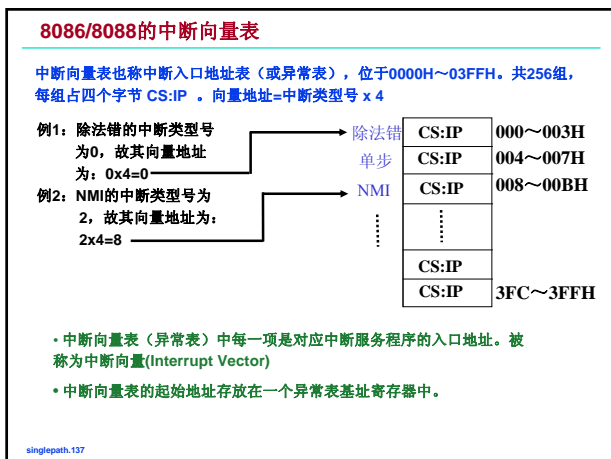 8086/8088的中断向量表
中断向量表也称中断入口地址表（或异常表），位于0000H～03FFH。共256组，
每组占四个字节 CS:IP 。向量地址=中断类型号 x 4
例1：除法错的中断类型号
为0，故其向量地址
为：0x4=0
例2：NMI的中断类型号为
2，故其向量地址为：
2x4=8
除法错 CS:IP 000～003H
单步 CS:IP 004～007H
NMI CS:IP 008～00BH
CS:IP
CS:IP 3FC～3FFH
• 中断向量表（异常表）中每一项是对应中断服务程序的入口地址。被
称为中断向量(Interrupt Vector)
• 中断向量表的起始地址存放在一个异常表基址寄存器中。
singlepath.137